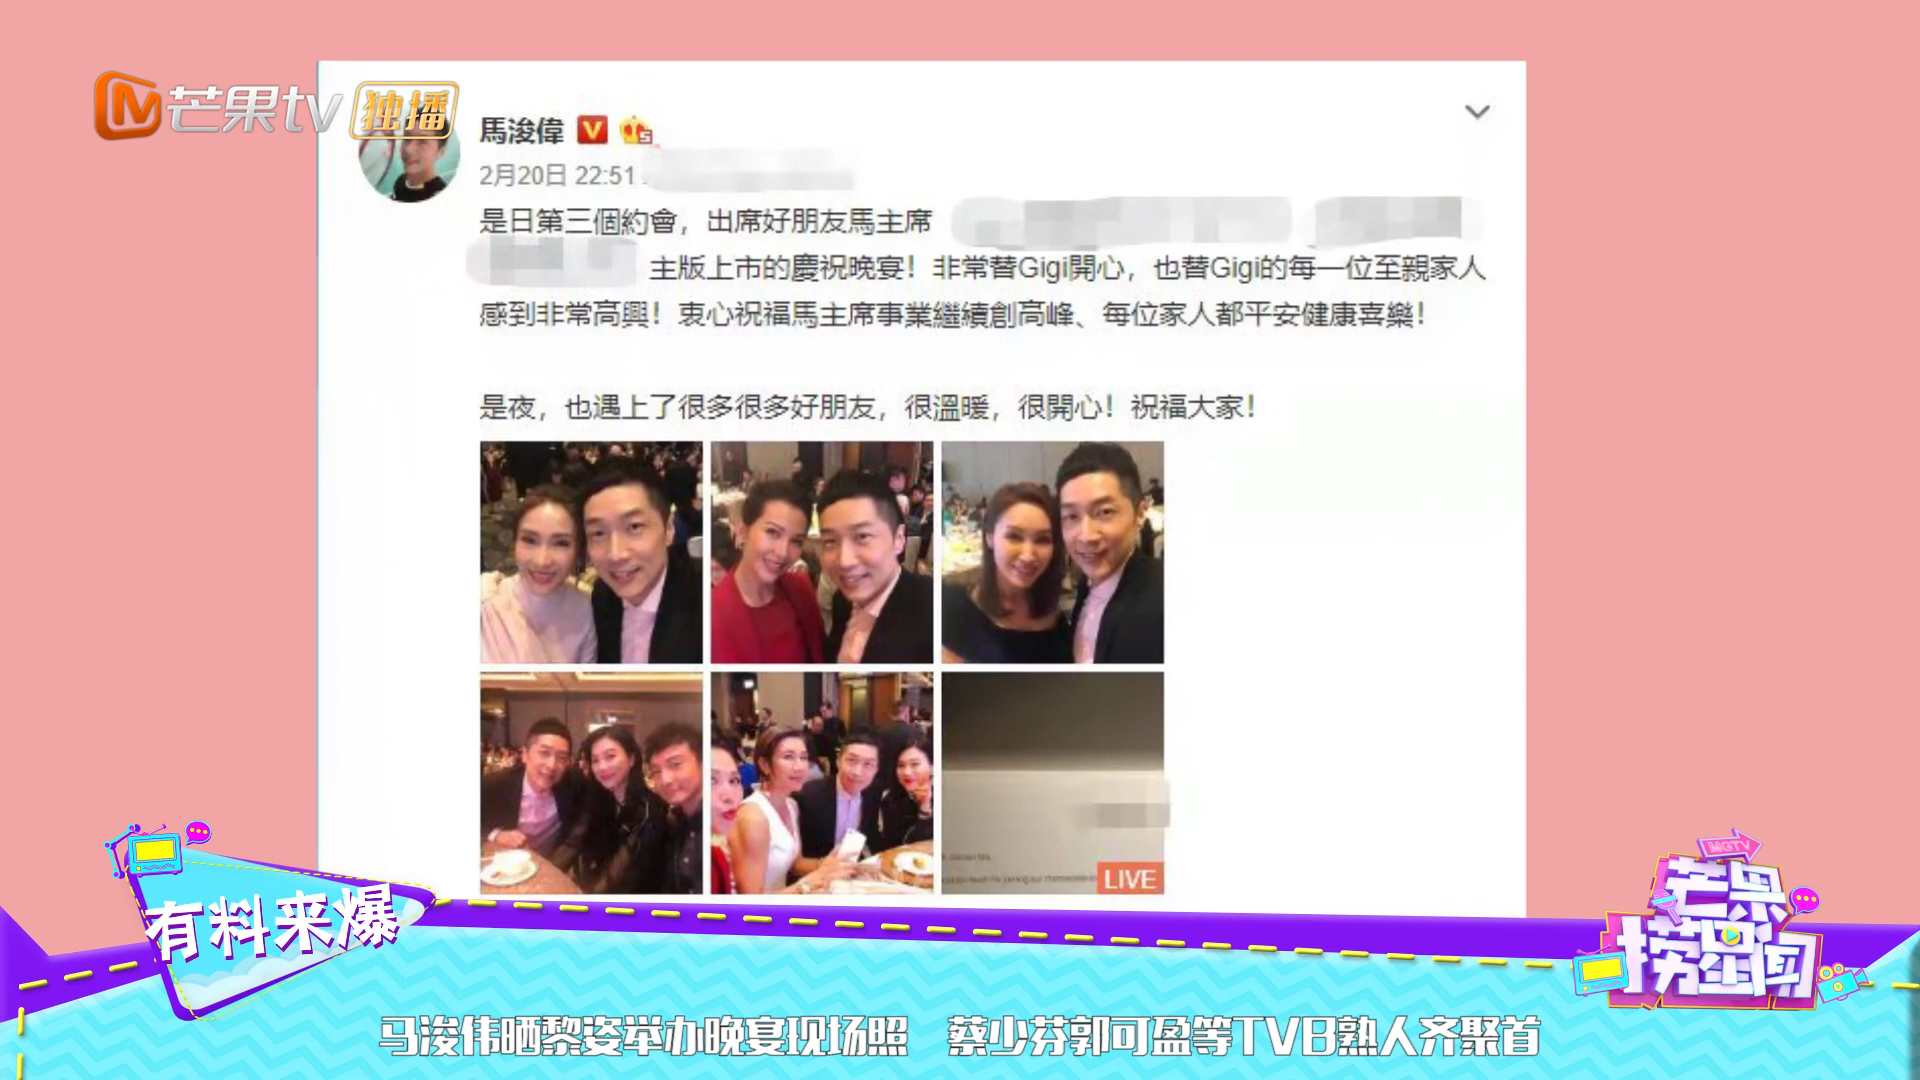 芒果tv 独播
馬浚偉
2月20日 22:51
是日第三個約會，出席好朋友馬主席
主版上市的慶祝晚宴！非常替Gigi開心，也替Gigi的每一位至親家人
感到非常高興！衷心祝福馬主席事業繼續創高峰、每位家人都平安健康喜樂！
是夜，也遇上了很多很多好朋友，很溫暖，很開心！祝福大家！
LIVE
有料来爆
MGTV
芒果
捞星闻
马浚伟晒黎姿举办晚宴现场照 蔡少芬郭可盈等TVB熟人齐聚首